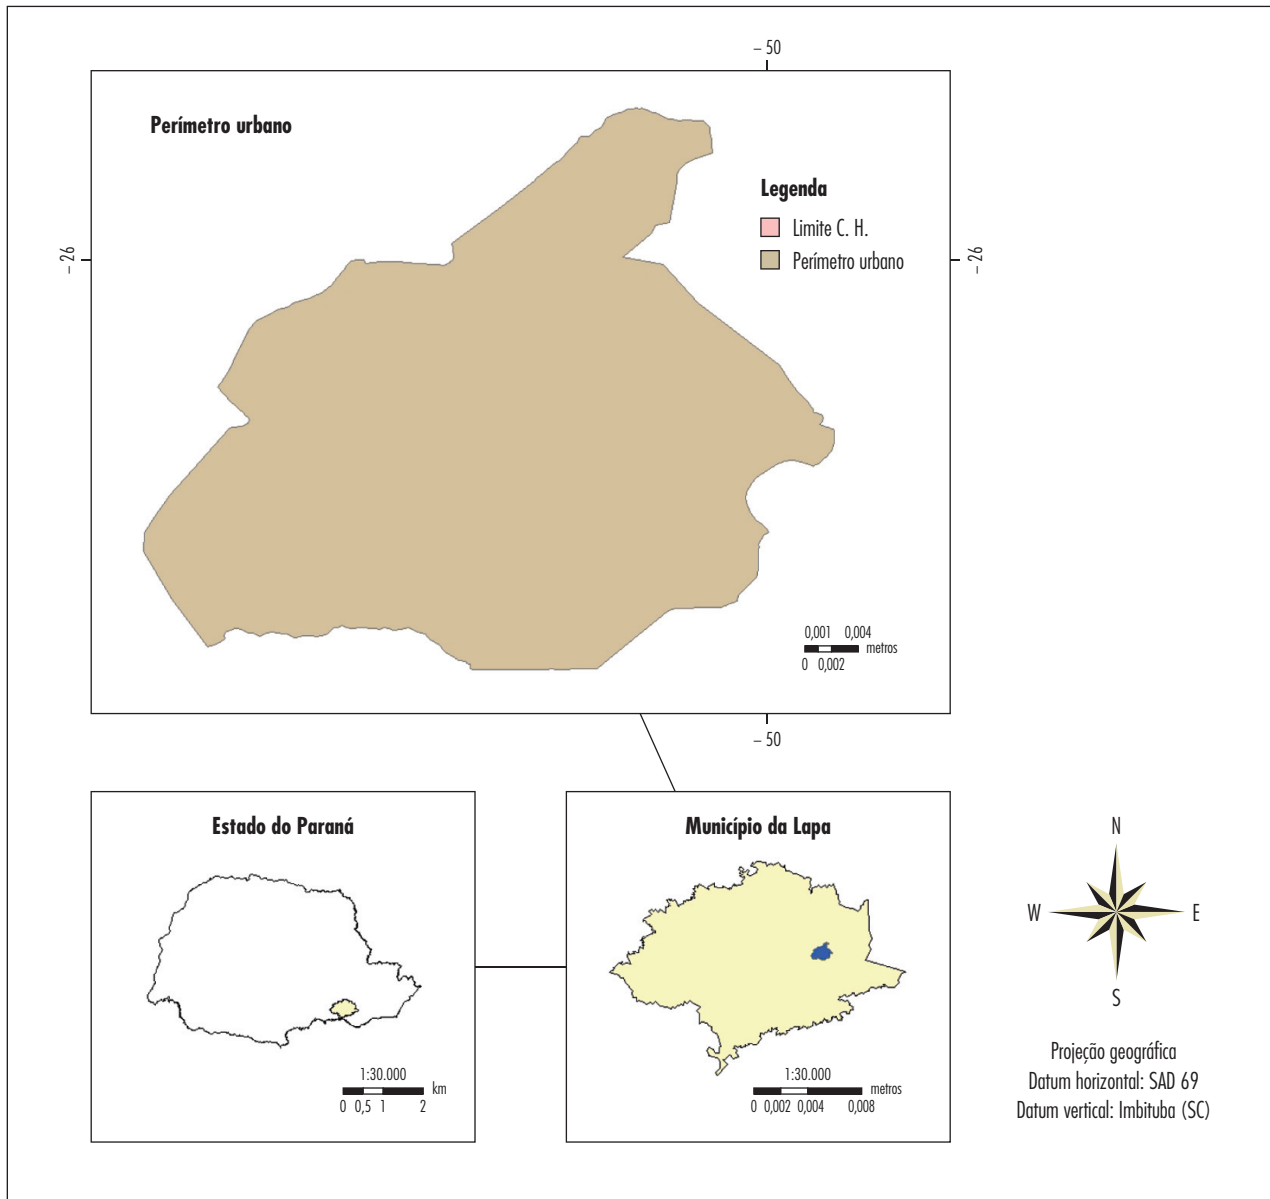 – 50
Perímetro urbano
Legenda
Limite C. H.
Perímetro urbano
– 26
– 26
0,001 0,004
metros
0 0,002
– 50
Estado do Paraná
1:30.000
km
0 0,5 1 2
Município da Lapa
1:30.000
metros
0 0,002 0,004 0,008
N
W E
S
Projeção geográfica
Datum horizontal: SAD 69
Datum vertical: Imbituba (SC)